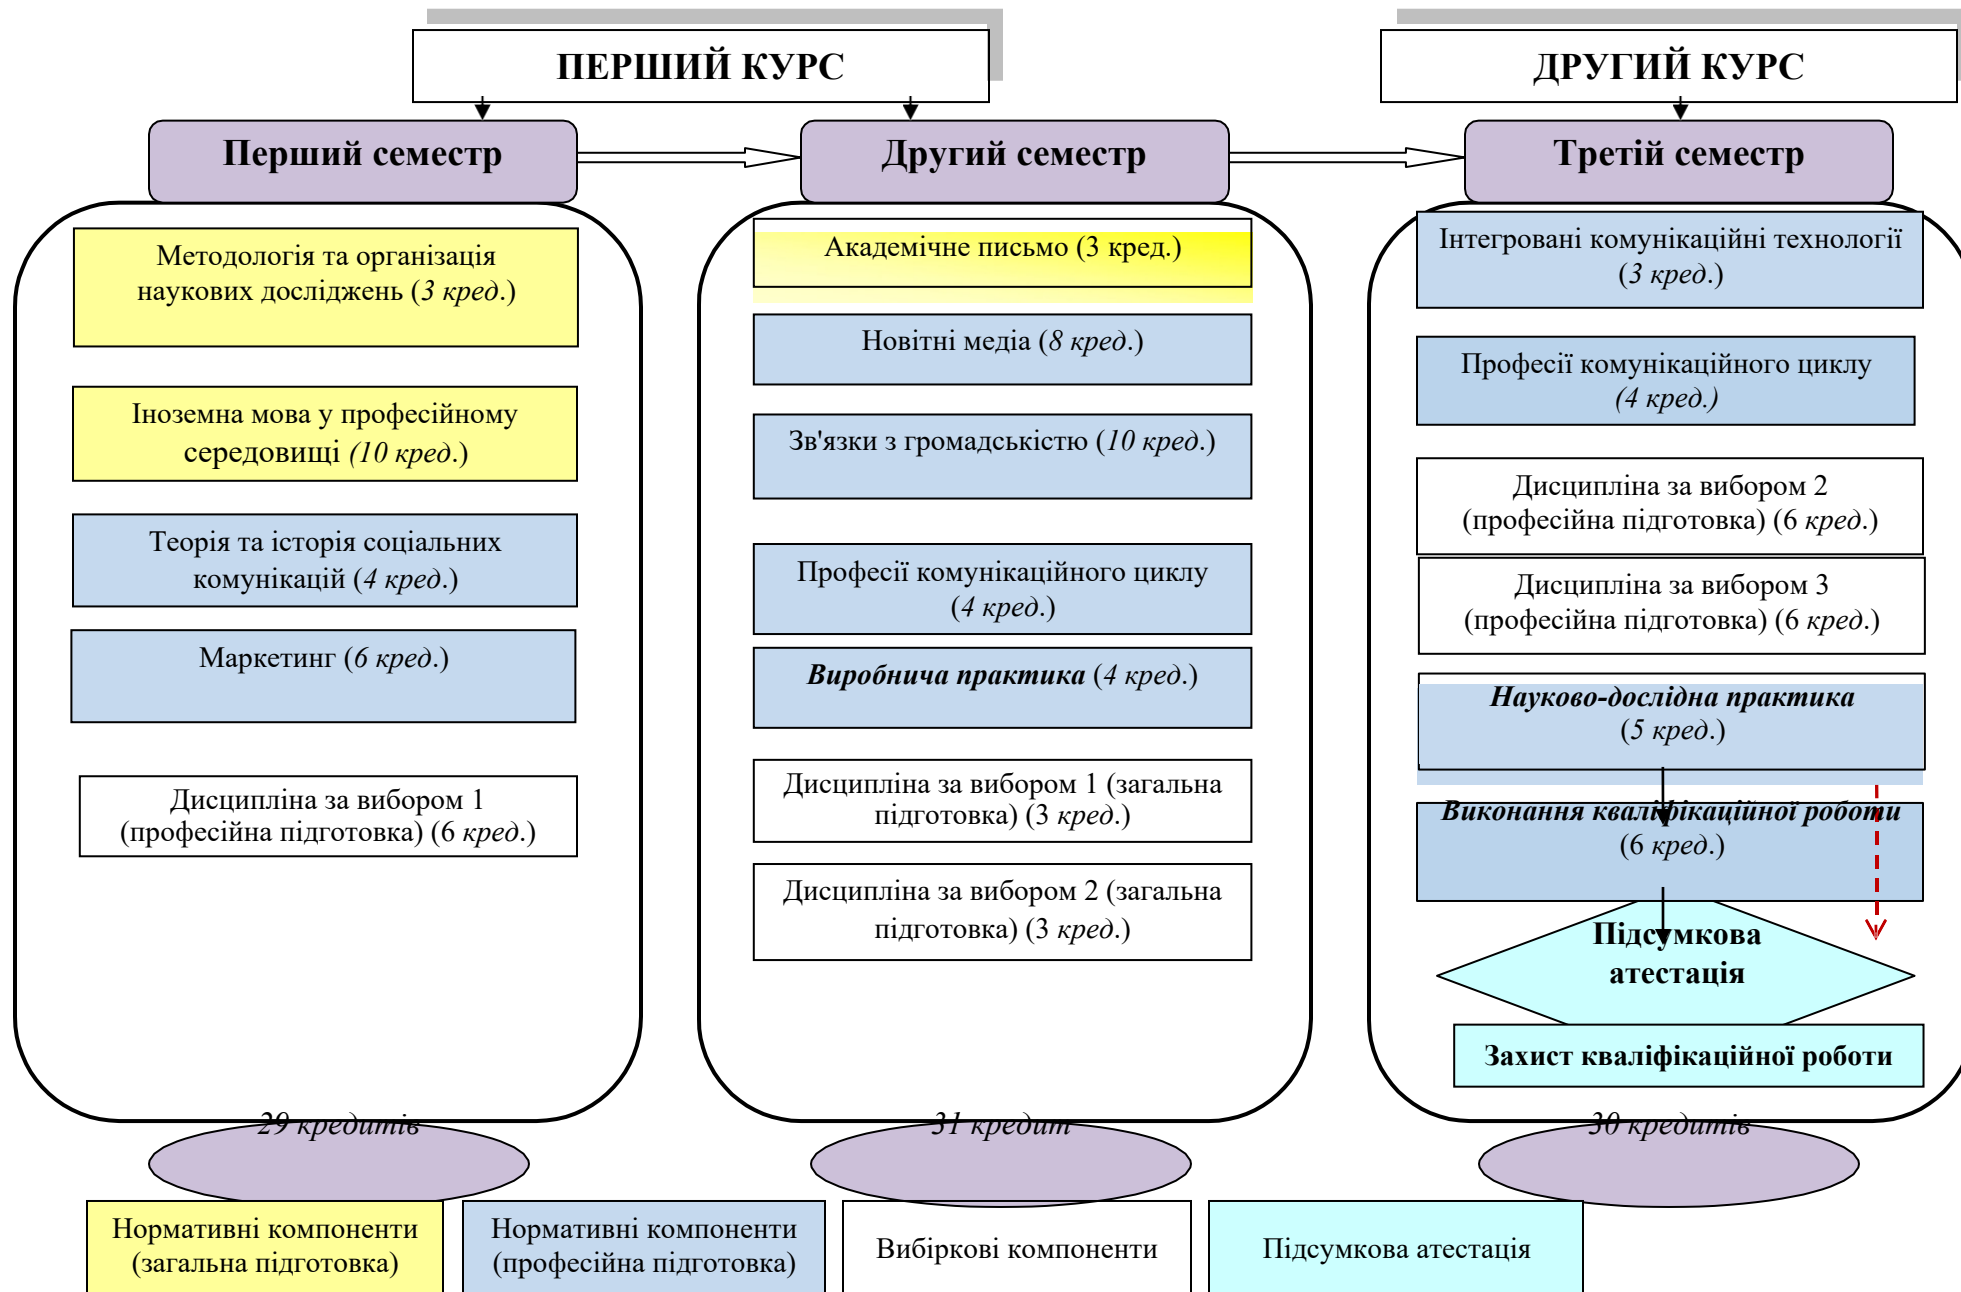 ПЕРШИЙ КУРС
ДРУГИЙ КУРС
Перший семестр
Другий семестр
Третій семестр
Методологія та організація
наукових досліджень (3 кред.)
Іноземна мова у професійному
середовищі (10 кред.)
Теорія та історія соціальних
комунікацій (4 кред.)
Маркетинг (6 кред.)
Дисципліна за вибором 1
(професійна підготовка) (6 кред.)
29 кредитів
Академічне письмо (3 кред.)
Новітні медіа (8 кред.)
Зв'язки з громадськістю (10 кред.)
Професії комунікаційного циклу
(4 кред.)
Виробнича практика (4 кред.)
Дисципліна за вибором 1 (загальна
підготовка) (3 кред.)
Дисципліна за вибором 2 (загальна
підготовка) (3 кред.)
31 кредит
Інтегровані комунікаційні технології
(3 кред.)
Професії комунікаційного циклу
(4 кред.)
Дисципліна за вибором 2
(професійна підготовка) (6 кред.)
Дисципліна за вибором 3
(професійна підготовка) (6 кред.)
Науково-дослідна практика
(5 кред.)
Виконання кваліфікаційної роботи
(6 кред.)
Підсумкова
атестація
Захист кваліфікаційної роботи
30 кредитів
Нормативні компоненти
(загальна підготовка)
Нормативні компоненти
(професійна підготовка)
Вибіркові компоненти
Підсумкова атестація